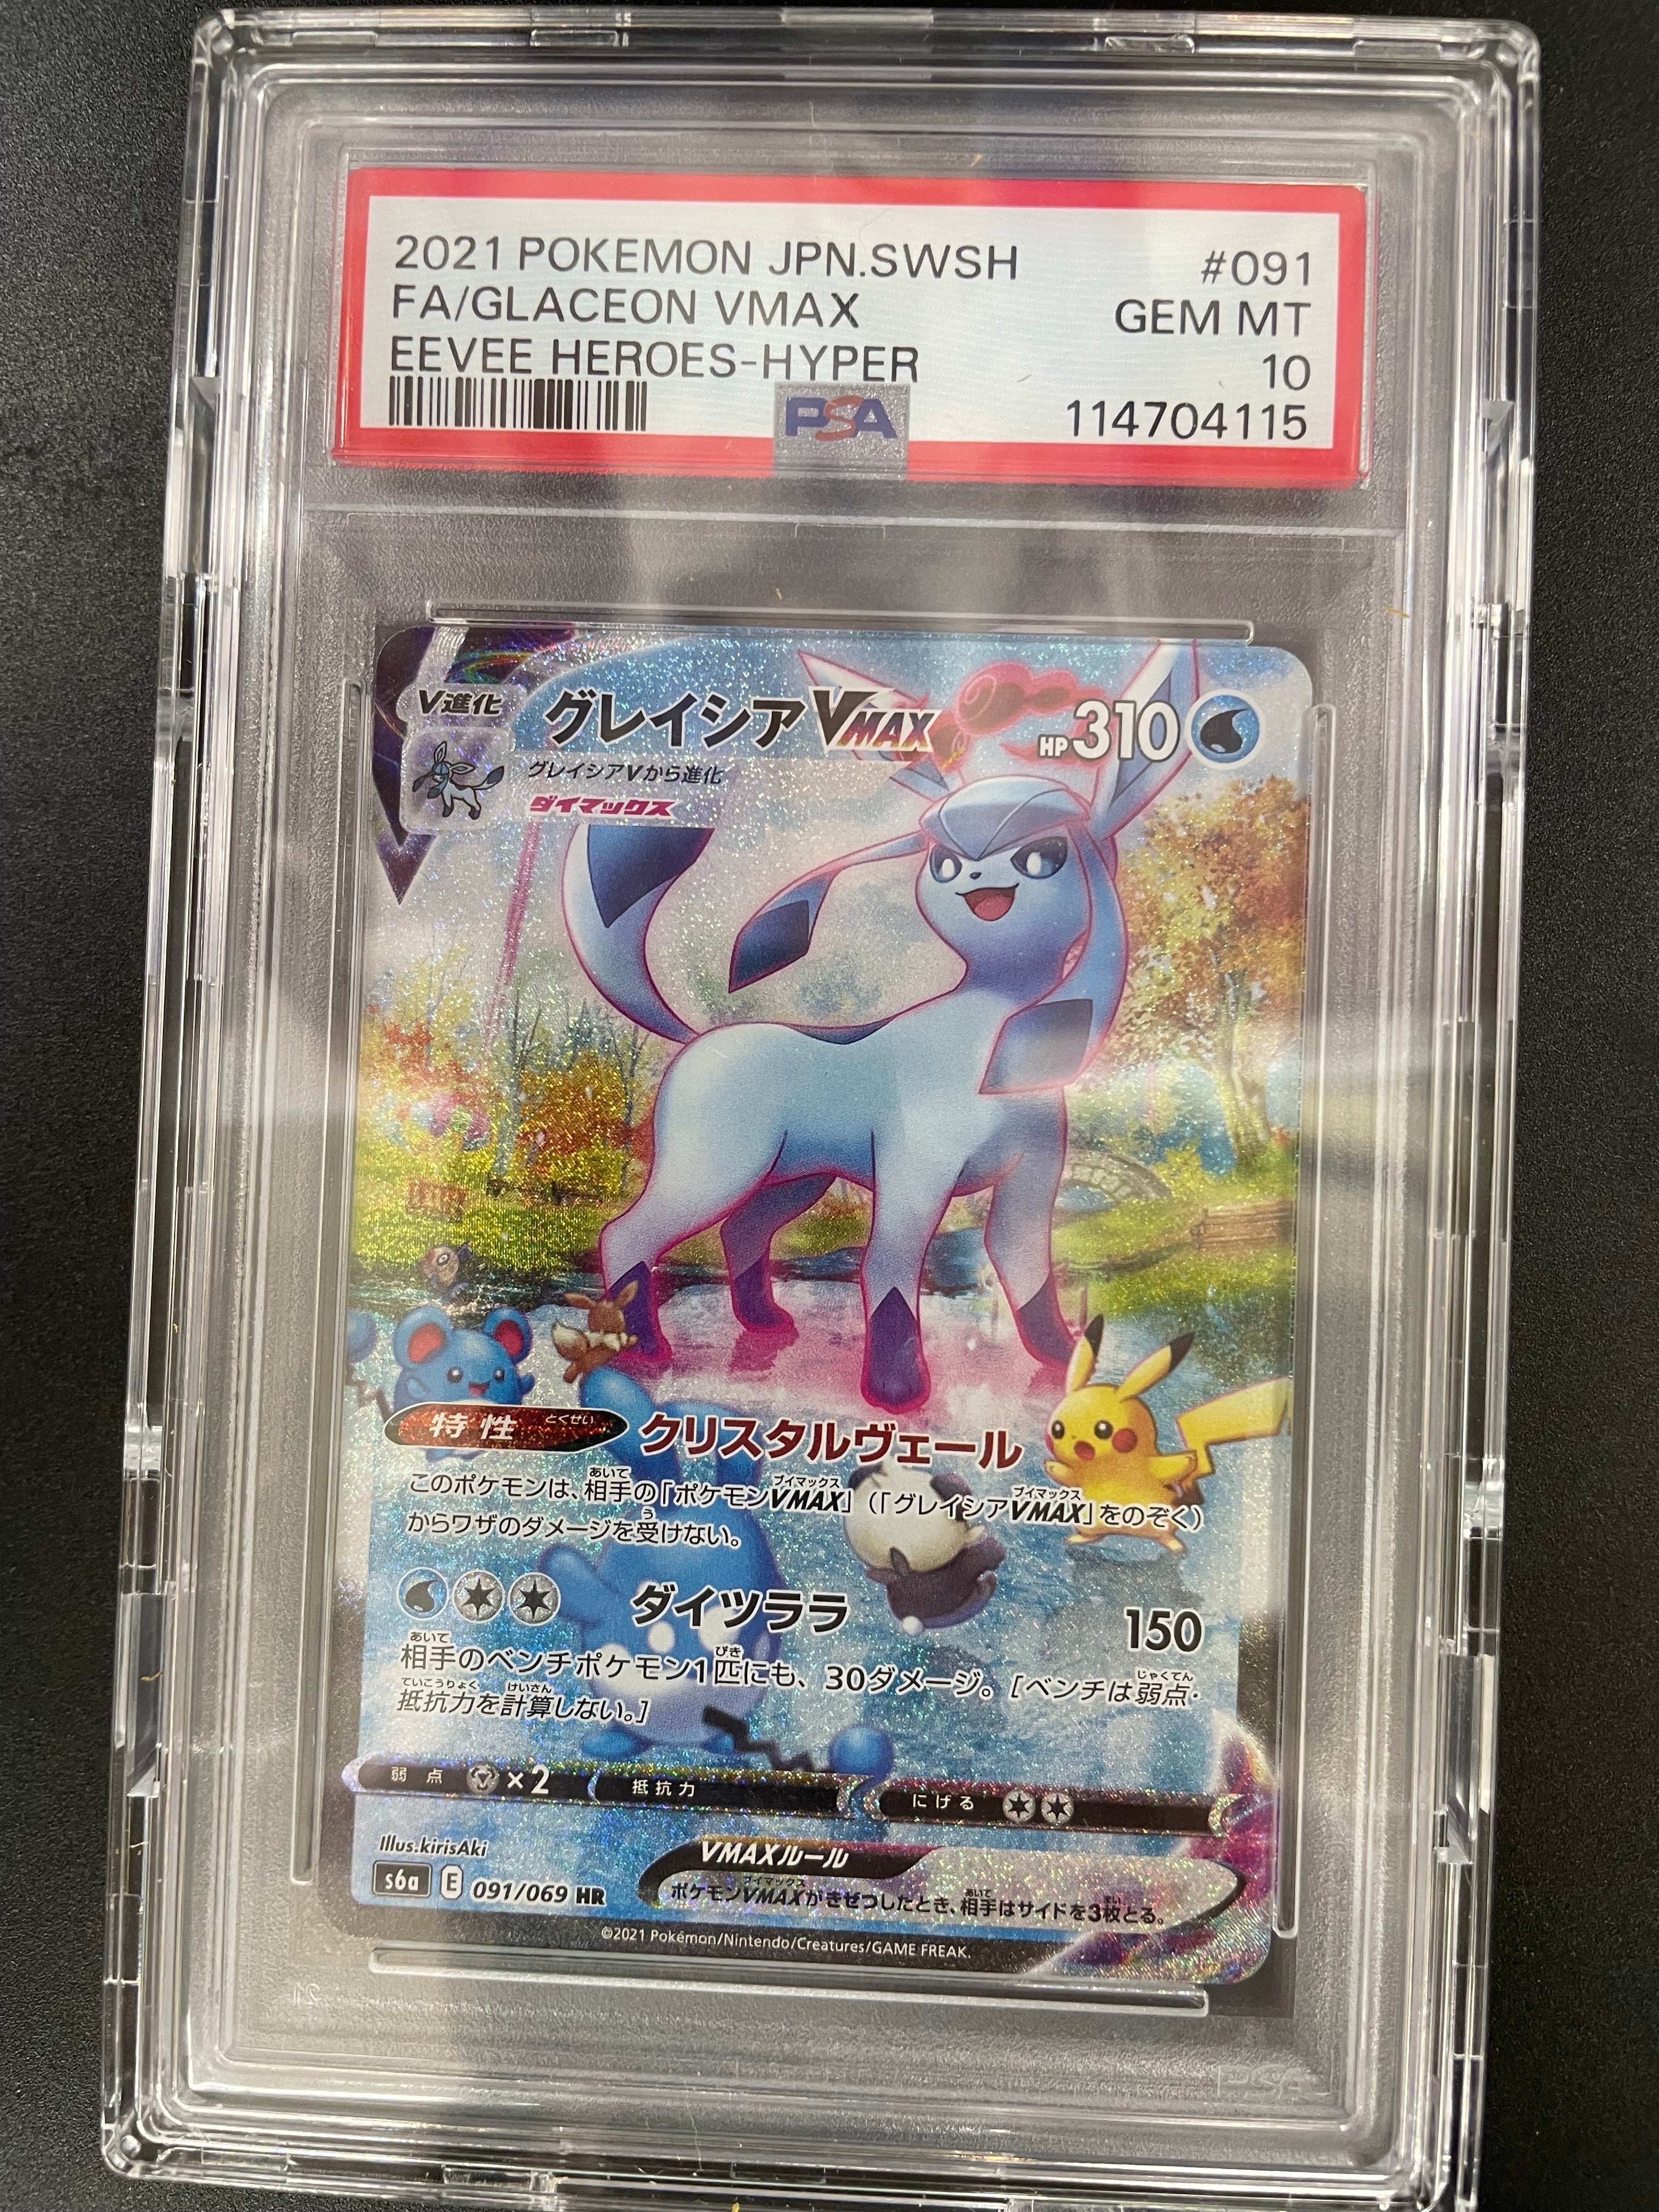 2021 POKEMON JPN.SWSH #091
FA/GLACEON VMAX GEM MT
EEVEE HEROES-HYPER 10
PSA 114704115
V進化
グレイシアVMAX HP310
グレイシアVから進化
ダイマックス
特性 とくせい クリスタルヴェール
このポケモンは、相手の「ポケモンVMAX」(「グレイシアVMAX」をのぞく)
からワザのダメージを受けない。
ダイツララ 150
相手のベンチポケモン1匹にも、30ダメージ。[ベンチは弱点・
抵抗力を計算しない。]
弱点 ×2 抵抗力 にげる
Illus.kirisAki
s6a E 091/069 HR
VMAXルール
ポケモンVMAXがきぜつしたとき、相手はサイドを3枚とる。
©2021 Pokémon/Nintendo/Creatures/GAME FREAK.